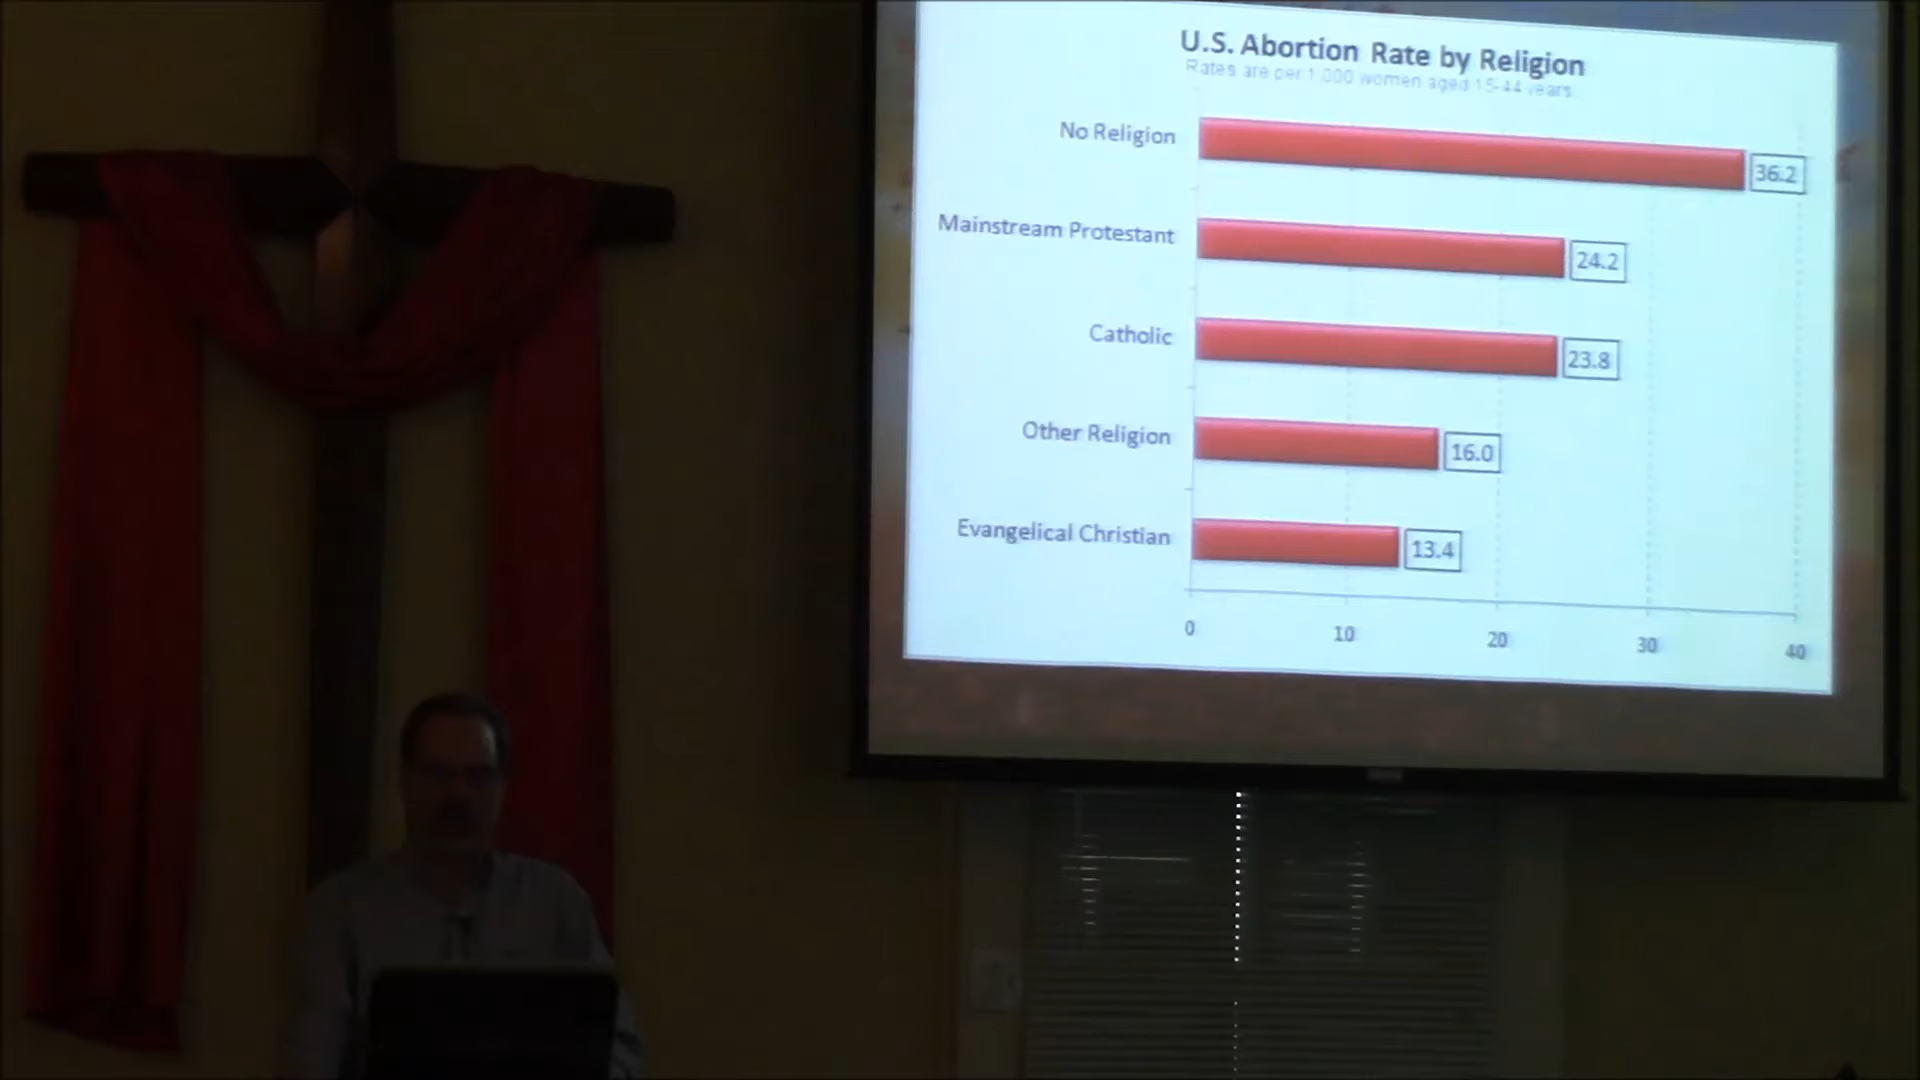 U.S. Abortion Rate by Religion
Rates are per 1,000 women aged 15-44 years
No Religion 36.2
Mainstream Protestant 24.2
Catholic 23.8
Other Religion 16.0
Evangelical Christian 13.4
0 10 20 30 40